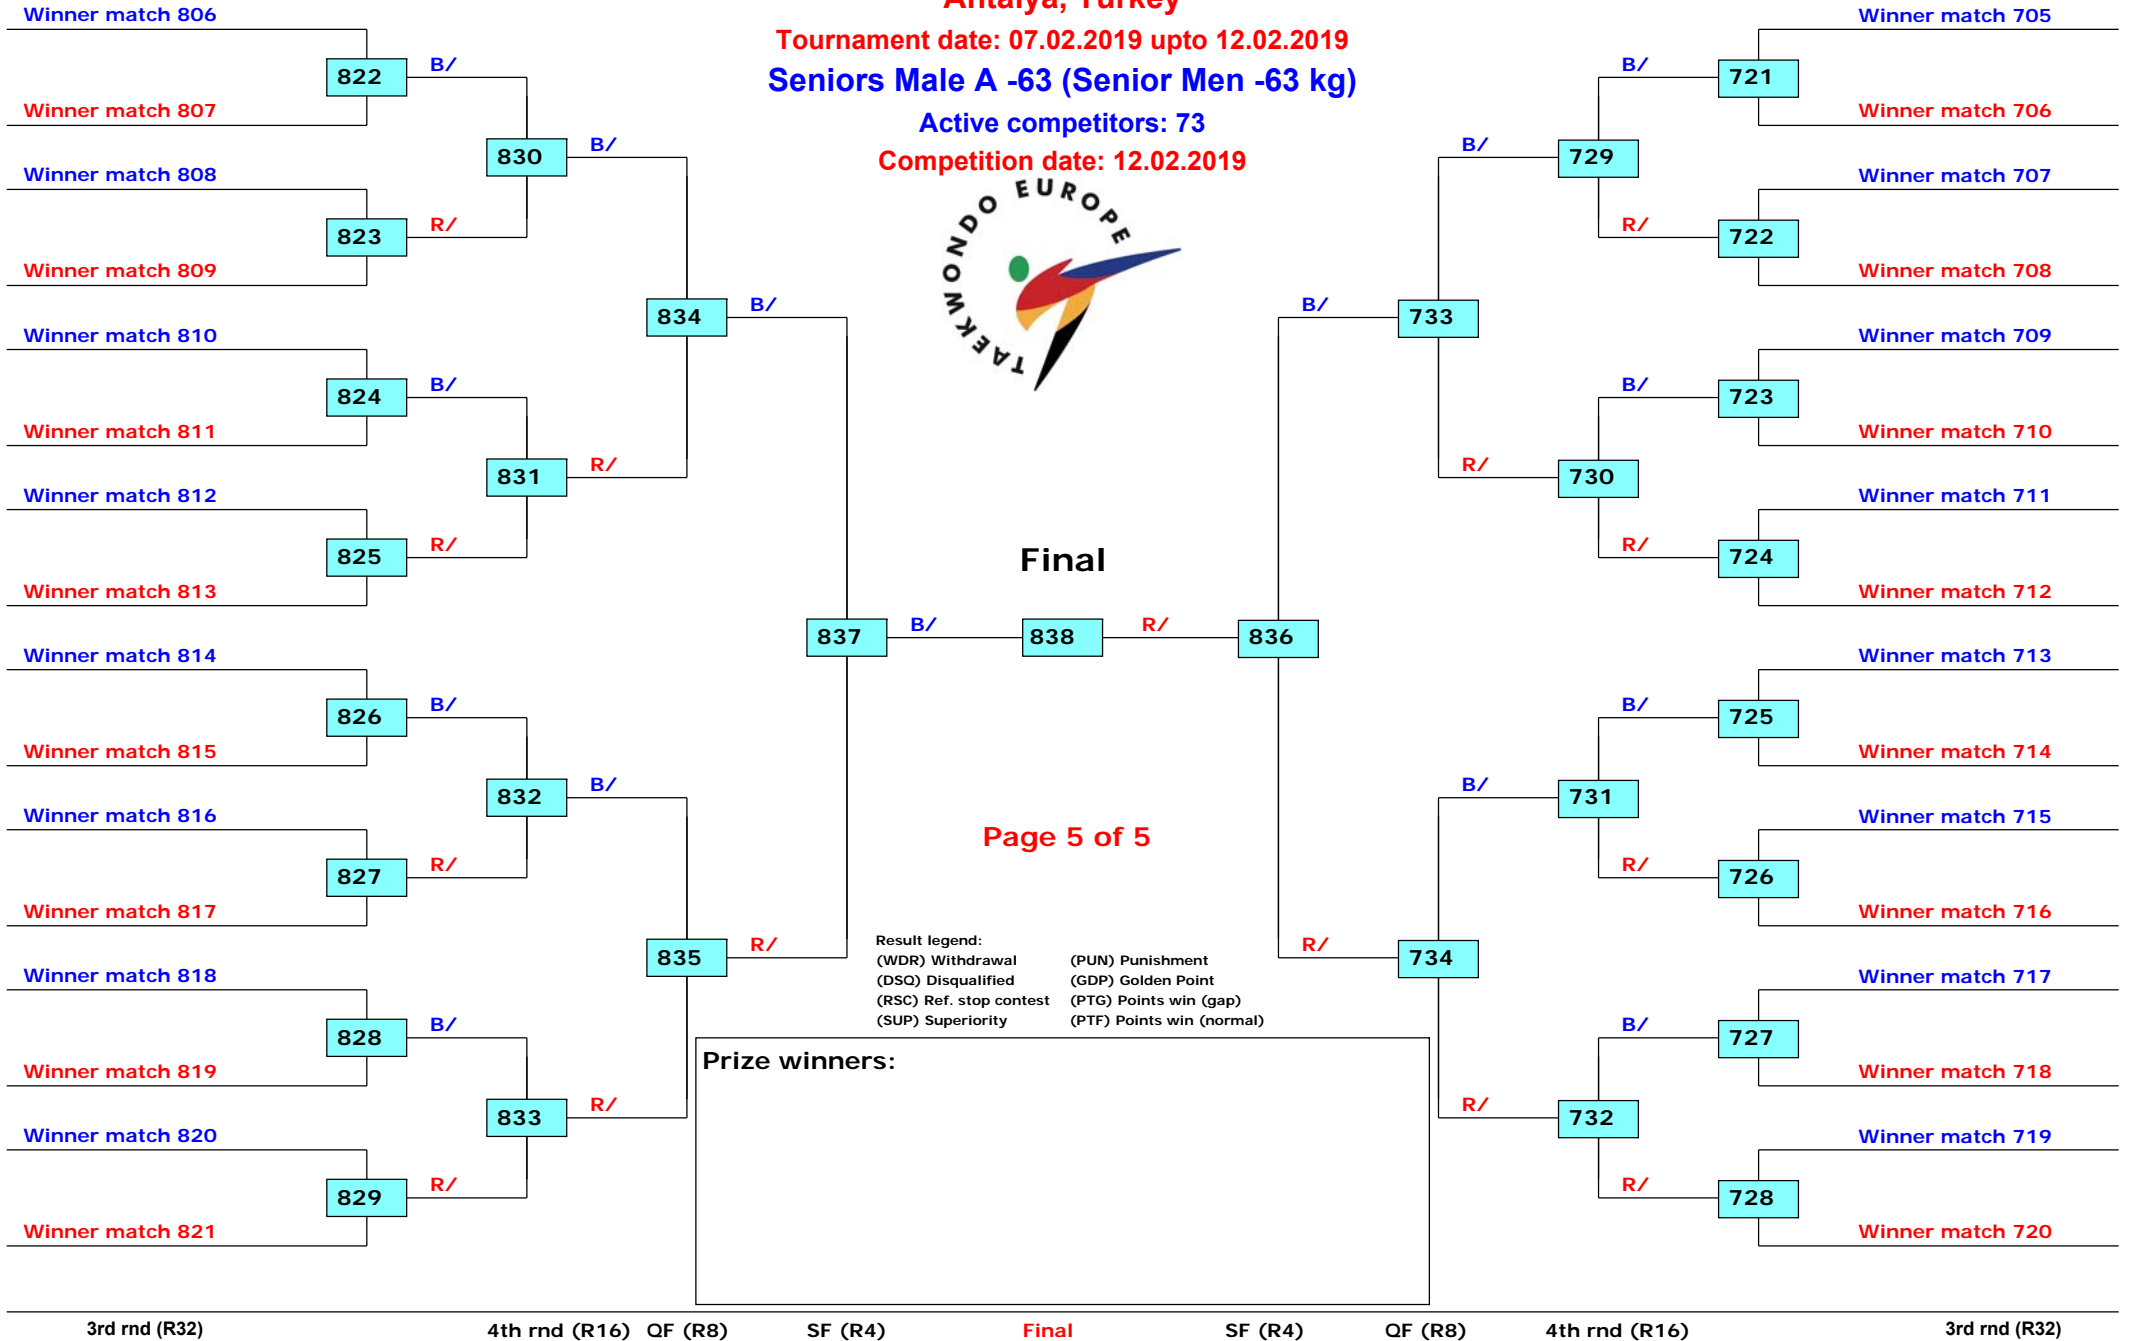 Antalya, Turkey
Tournament date: 07.02.2019 upto 12.02.2019
Seniors Male A -63 (Senior Men -63 kg)
Active competitors: 73
Competition date: 12.02.2019
TAEKWONDO EUROPE
Winner match 806
822
B/
Winner match 807
830
B/
Winner match 808
823
R/
Winner match 809
834
B/
Winner match 810
824
B/
Winner match 811
831
R/
Winner match 812
825
R/
Winner match 813
837
B/
Winner match 814
826
B/
Winner match 815
832
B/
Winner match 816
827
R/
Winner match 817
835
R/
Winner match 818
828
B/
Winner match 819
833
R/
Winner match 820
829
R/
Winner match 821
Final
838
R/
836
Winner match 705
B/
721
Winner match 706
B/
729
Winner match 707
R/
722
Winner match 708
B/
733
Winner match 709
B/
723
Winner match 710
R/
730
Winner match 711
R/
724
Winner match 712
Winner match 713
B/
725
Winner match 714
B/
731
Winner match 715
R/
726
Winner match 716
R/
734
Winner match 717
B/
727
Winner match 718
R/
732
Winner match 719
R/
728
Winner match 720
Page 5 of 5
Result legend:
(WDR) Withdrawal (PUN) Punishment
(DSQ) Disqualified (GDP) Golden Point
(RSC) Ref. stop contest (PTG) Points win (gap)
(SUP) Superiority (PTF) Points win (normal)
Prize winners:
3rd rnd (R32) 4th rnd (R16) QF (R8) SF (R4) Final SF (R4) QF (R8) 4th rnd (R16) 3rd rnd (R32)